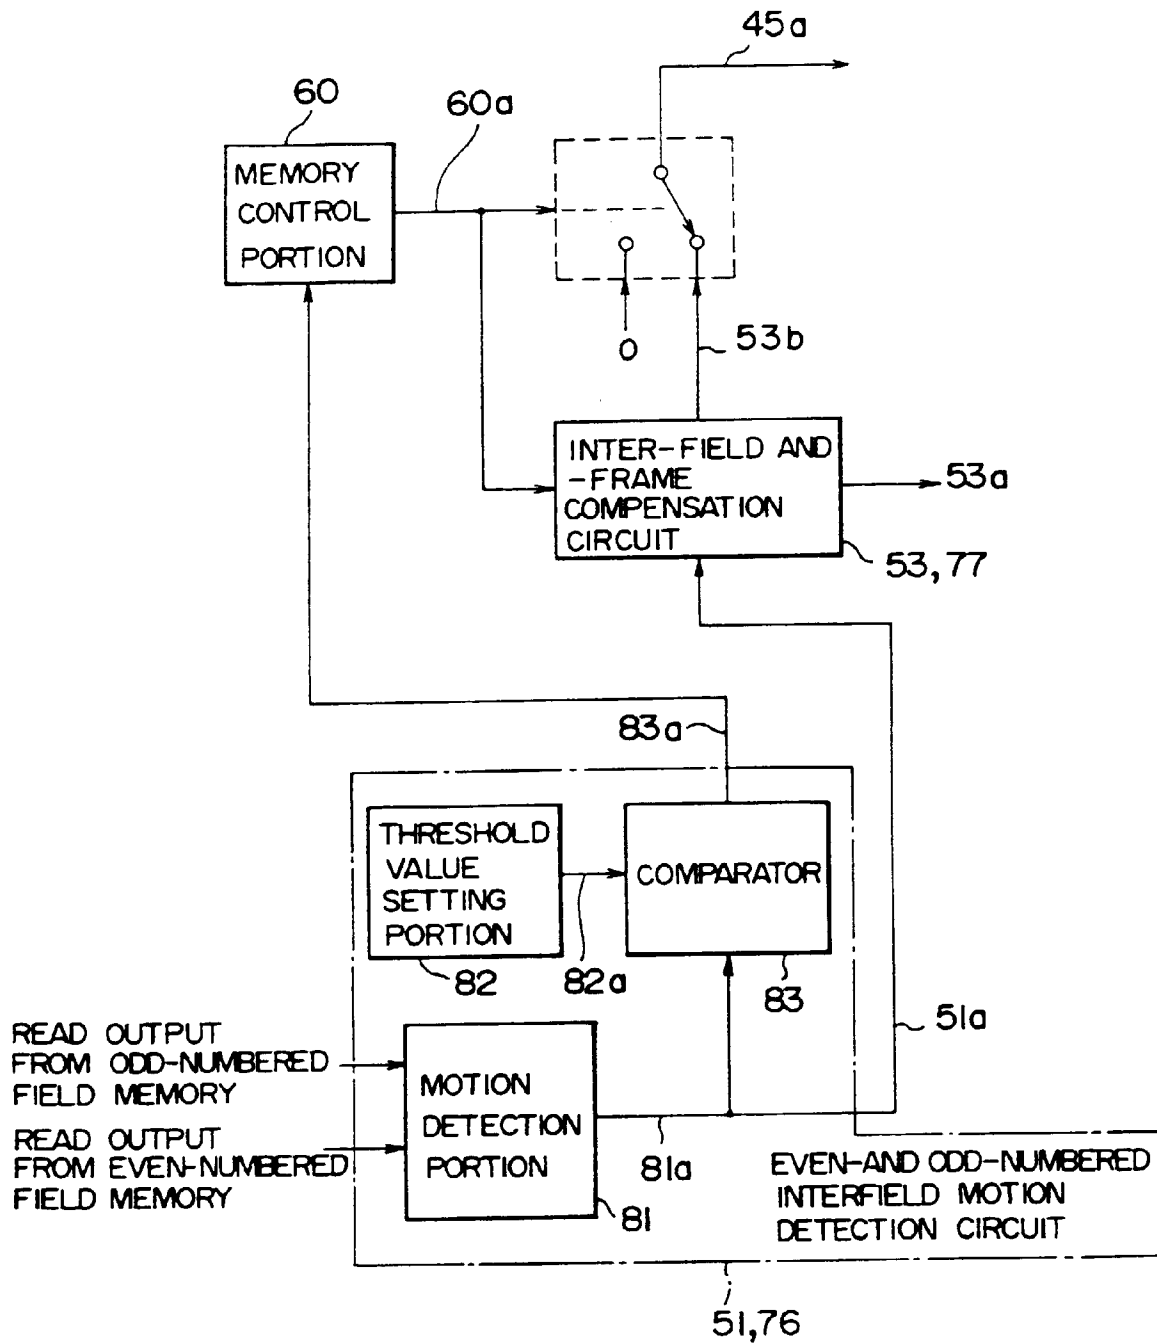 45a
60
60a
MEMORY
CONTROL
PORTION
0
53b
INTER-FIELD AND
-FRAME
COMPENSATION
CIRCUIT
53a
53,77
83a
THRESHOLD
VALUE
SETTING
PORTION
COMPARATOR
82
82a
83
51a
READ OUTPUT
FROM ODD-NUMBERED
FIELD MEMORY
READ OUTPUT
FROM EVEN-NUMBERED
FIELD MEMORY
MOTION
DETECTION
PORTION
81a
81
EVEN-AND ODD-NUMBERED
INTERFIELD MOTION
DETECTION CIRCUIT
51,76